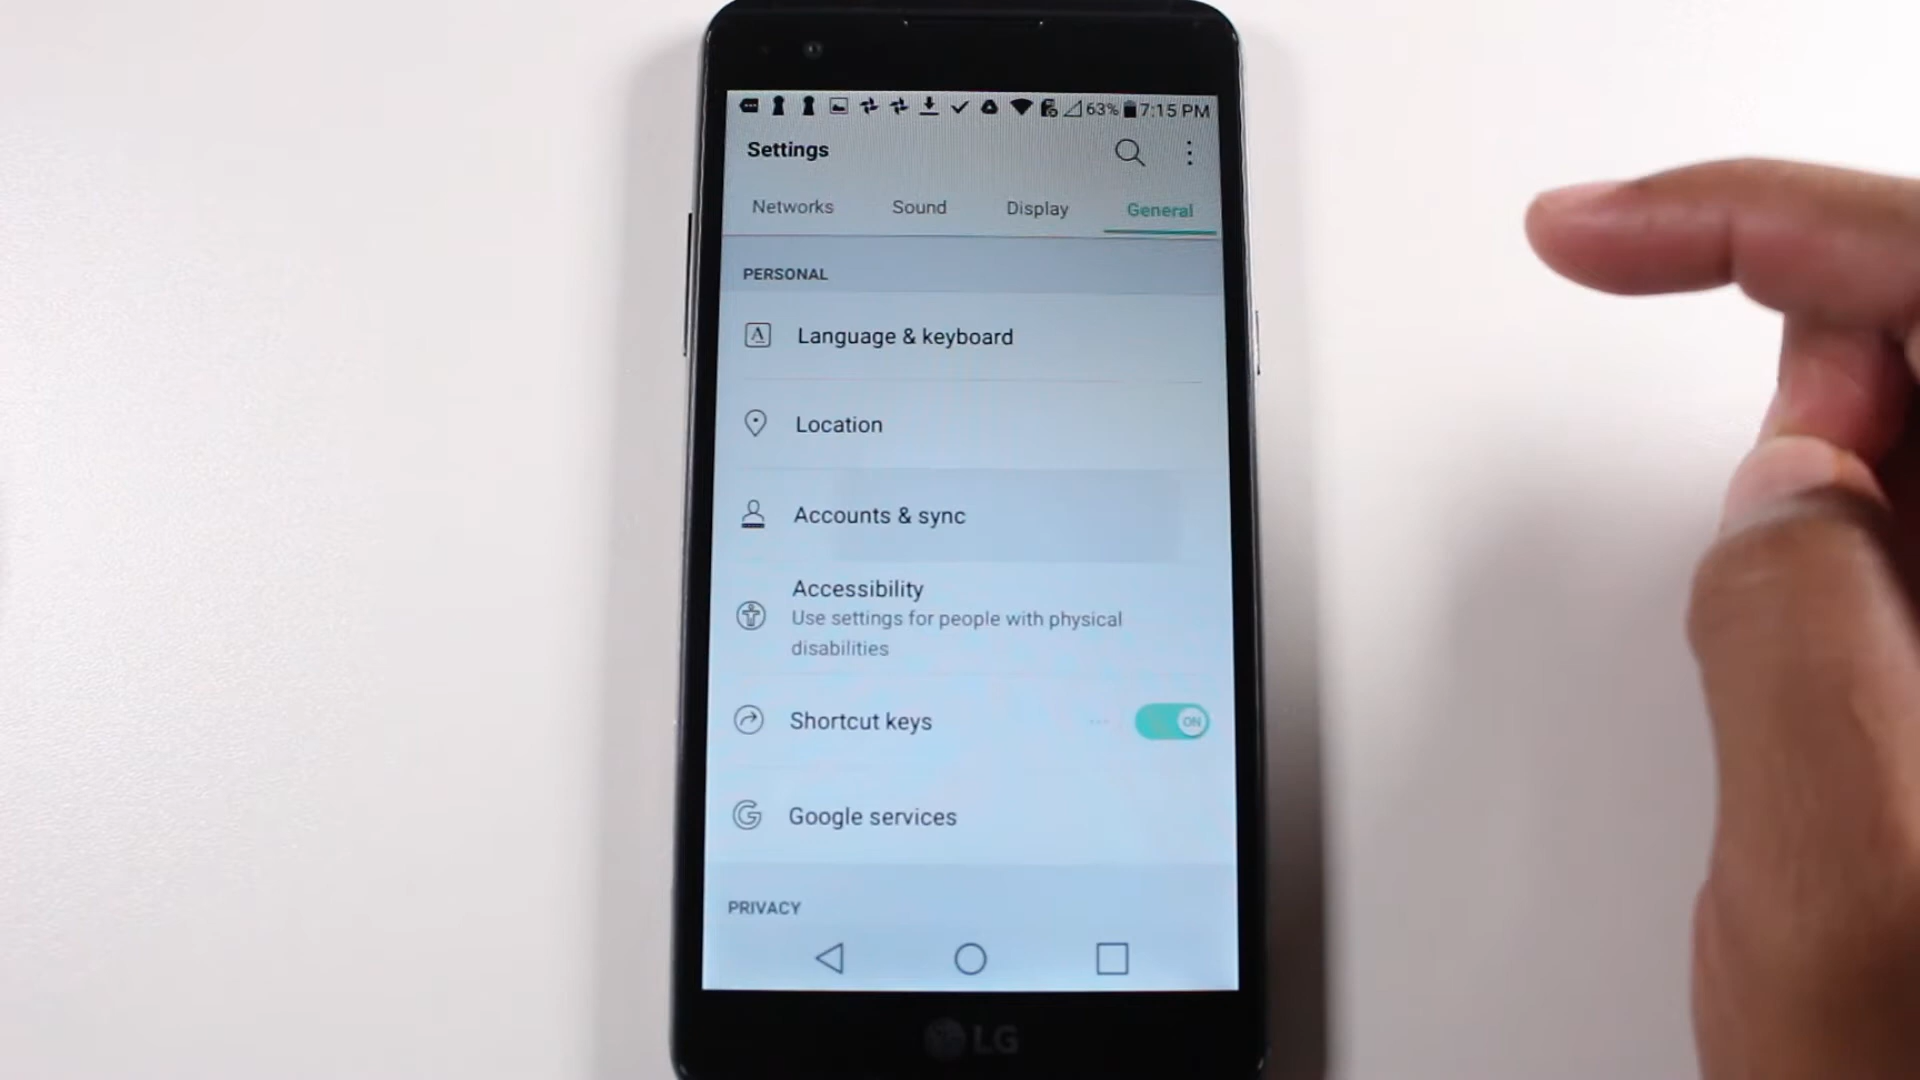 63% 7:15 PM
Settings
Networks Sound Display General
PERSONAL
Language & keyboard
Location
Accounts & sync
Accessibility
Use settings for people with physical
disabilities
Shortcut keys ... ON
Google services
PRIVACY
LG